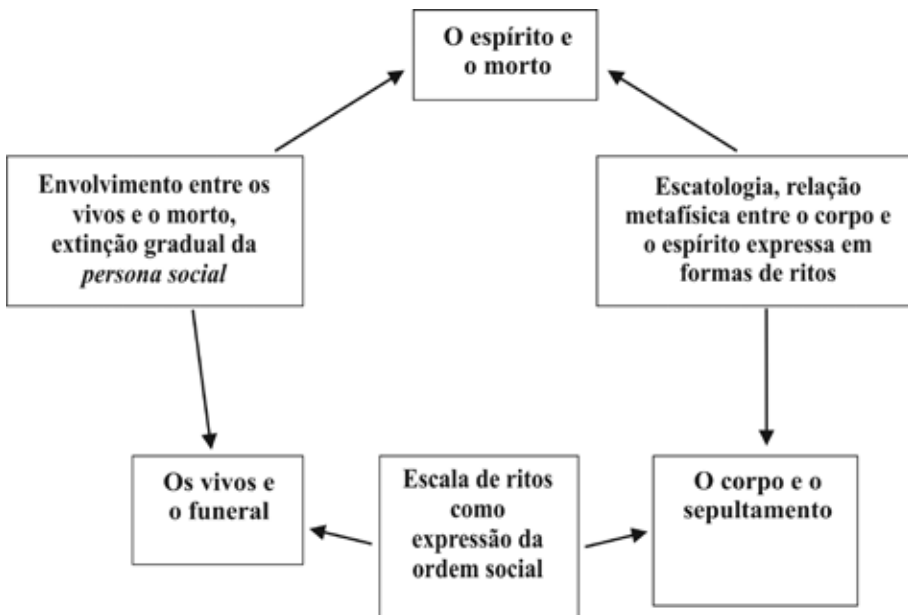 O espírito e
o morto
Envolvimento entre os
vivos e o morto,
extinção gradual da
persona social
Escatologia, relação
metafísica entre o corpo e
o espírito expressa em
formas de ritos
Os vivos e
o funeral
Escala de ritos
como
expressão da
ordem social
O corpo e o
sepultamento